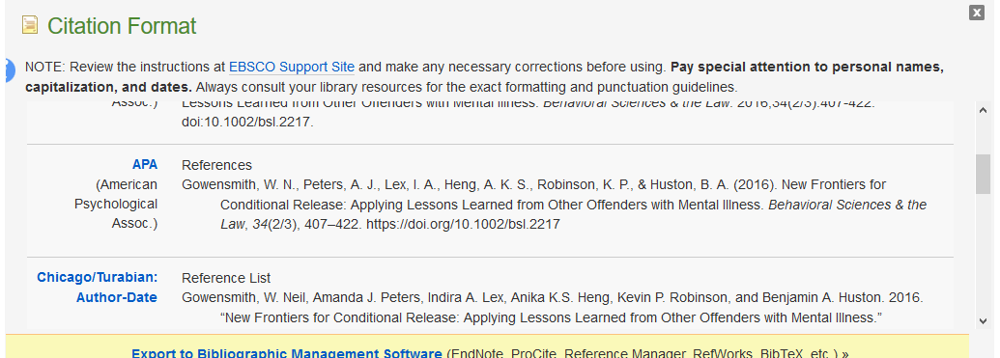 Citation Format
NOTE: Review the instructions at EBSCO Support Site and make any necessary corrections before using. Pay special attention to personal names,
capitalization, and dates. Always consult your library resources for the exact formatting and punctuation guidelines.
Assoc.) Lessons Learned from Other Offenders with Mental Illness. Behavioral Sciences & the Law. 2016;34(2/3):407-422.
doi:10.1002/bsl.2217.
APA References
(American Gowensmith, W. N., Peters, A. J., Lex, I. A., Heng, A. K. S., Robinson, K. P., & Huston, B. A. (2016). New Frontiers for
Psychological Conditional Release: Applying Lessons Learned from Other Offenders with Mental Illness. Behavioral Sciences & the
Assoc.) Law, 34(2/3), 407–422. https://doi.org/10.1002/bsl.2217
Chicago/Turabian: Reference List
Author-Date Gowensmith, W. Neil, Amanda J. Peters, Indira A. Lex, Anika K.S. Heng, Kevin P. Robinson, and Benjamin A. Huston. 2016.
“New Frontiers for Conditional Release: Applying Lessons Learned from Other Offenders with Mental Illness.”
Export to Bibliographic Management Software (EndNote, ProCite, Reference Manager, RefWorks, BibTeX, etc.) »